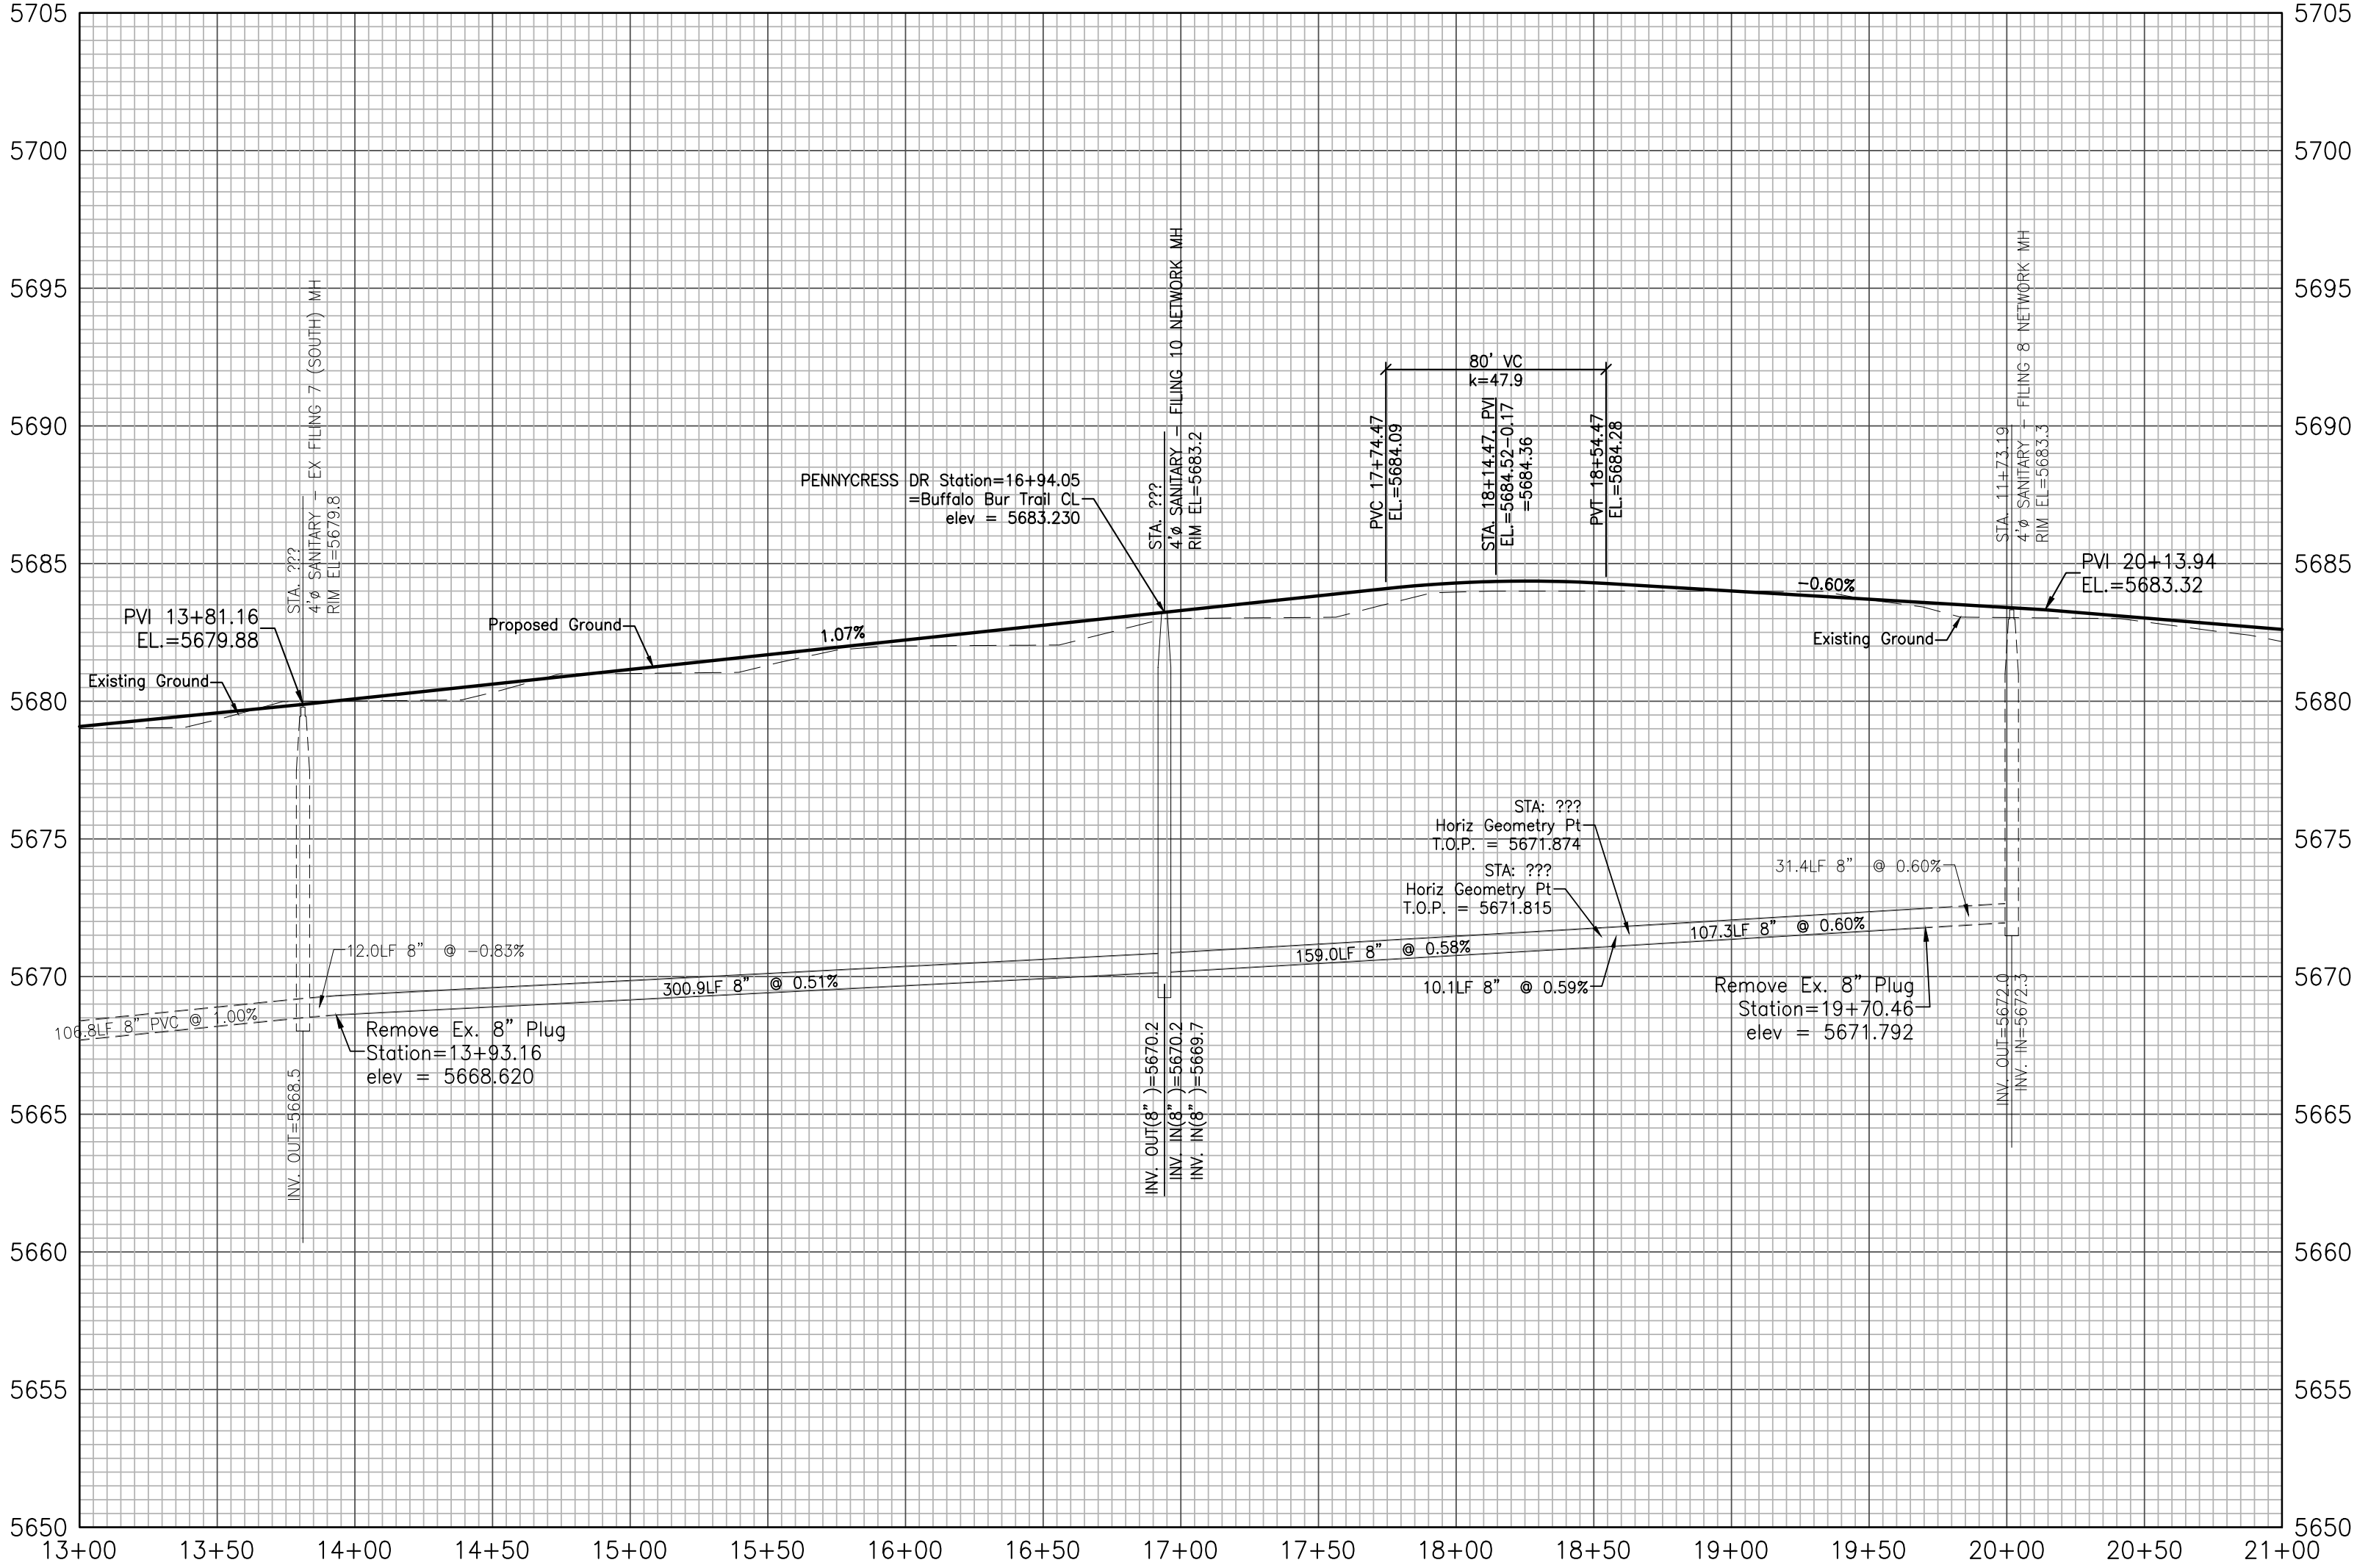 5705
5705
5700
5700
5695
5695
5690
5690
5685
5685
5680
5680
5675
5675
5670
5670
5665
5665
5660
5660
5655
5655
5650
5650
STA. ???
4'ø SANITARY - EX FILING 7 (SOUTH) MH
RIM EL=5679.8
PVI 13+81.16
EL.=5679.88
Existing Ground
Proposed Ground
1.07%
PENNYCRESS DR Station=16+94.05
=Buffalo Bur Trail CL
elev = 5683.230
STA. ???
4'ø SANITARY - FILING 10 NETWORK MH
RIM EL=5683.2
80' VC
k=47.9
PVC 17+74.47
EL.=5684.09
STA. 18+14.47, PVI
EL.=5684.52-0.17
=5684.36
PVT 18+54.47
EL.=5684.28
-0.60%
Existing Ground
STA. 11+73.19
4'ø SANITARY - FILING 8 NETWORK MH
RIM EL=5683.3
PVI 20+13.94
EL.=5683.32
STA: ???
Horiz Geometry Pt
T.O.P. = 5671.874
STA: ???
Horiz Geometry Pt
T.O.P. = 5671.815
31.4LF 8" @ 0.60%
107.3LF 8" @ 0.60%
159.0LF 8" @ 0.58%
10.1LF 8" @ 0.59%
12.0LF 8" @ -0.83%
300.9LF 8" @ 0.51%
106.8LF 8" PVC @ 1.00%
Remove Ex. 8" Plug
Station=13+93.16
elev = 5668.620
Remove Ex. 8" Plug
Station=19+70.46
elev = 5671.792
INV. OUT=5668.5
INV. OUT(8" )=5670.2
INV. IN(8" )=5670.2
INV. IN(8" )=5669.7
INV. OUT=5672.0
INV. IN=5672.3
13+00 13+50 14+00 14+50 15+00 15+50 16+00 16+50 17+00 17+50 18+00 18+50 19+00 19+50 20+00 20+50 21+00